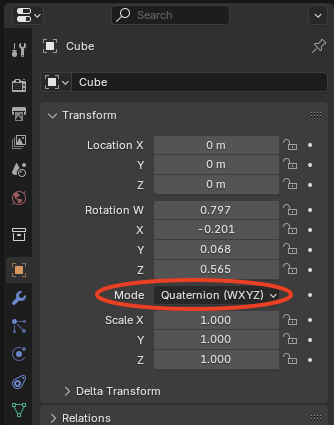 Search
Cube
Cube
Transform
Location X 0 m
Y 0 m
Z 0 m
Rotation W 0.797
X -0.201
Y 0.068
Z 0.565
Mode Quaternion (WXYZ)
Scale X 1.000
Y 1.000
Z 1.000
Delta Transform
Relations